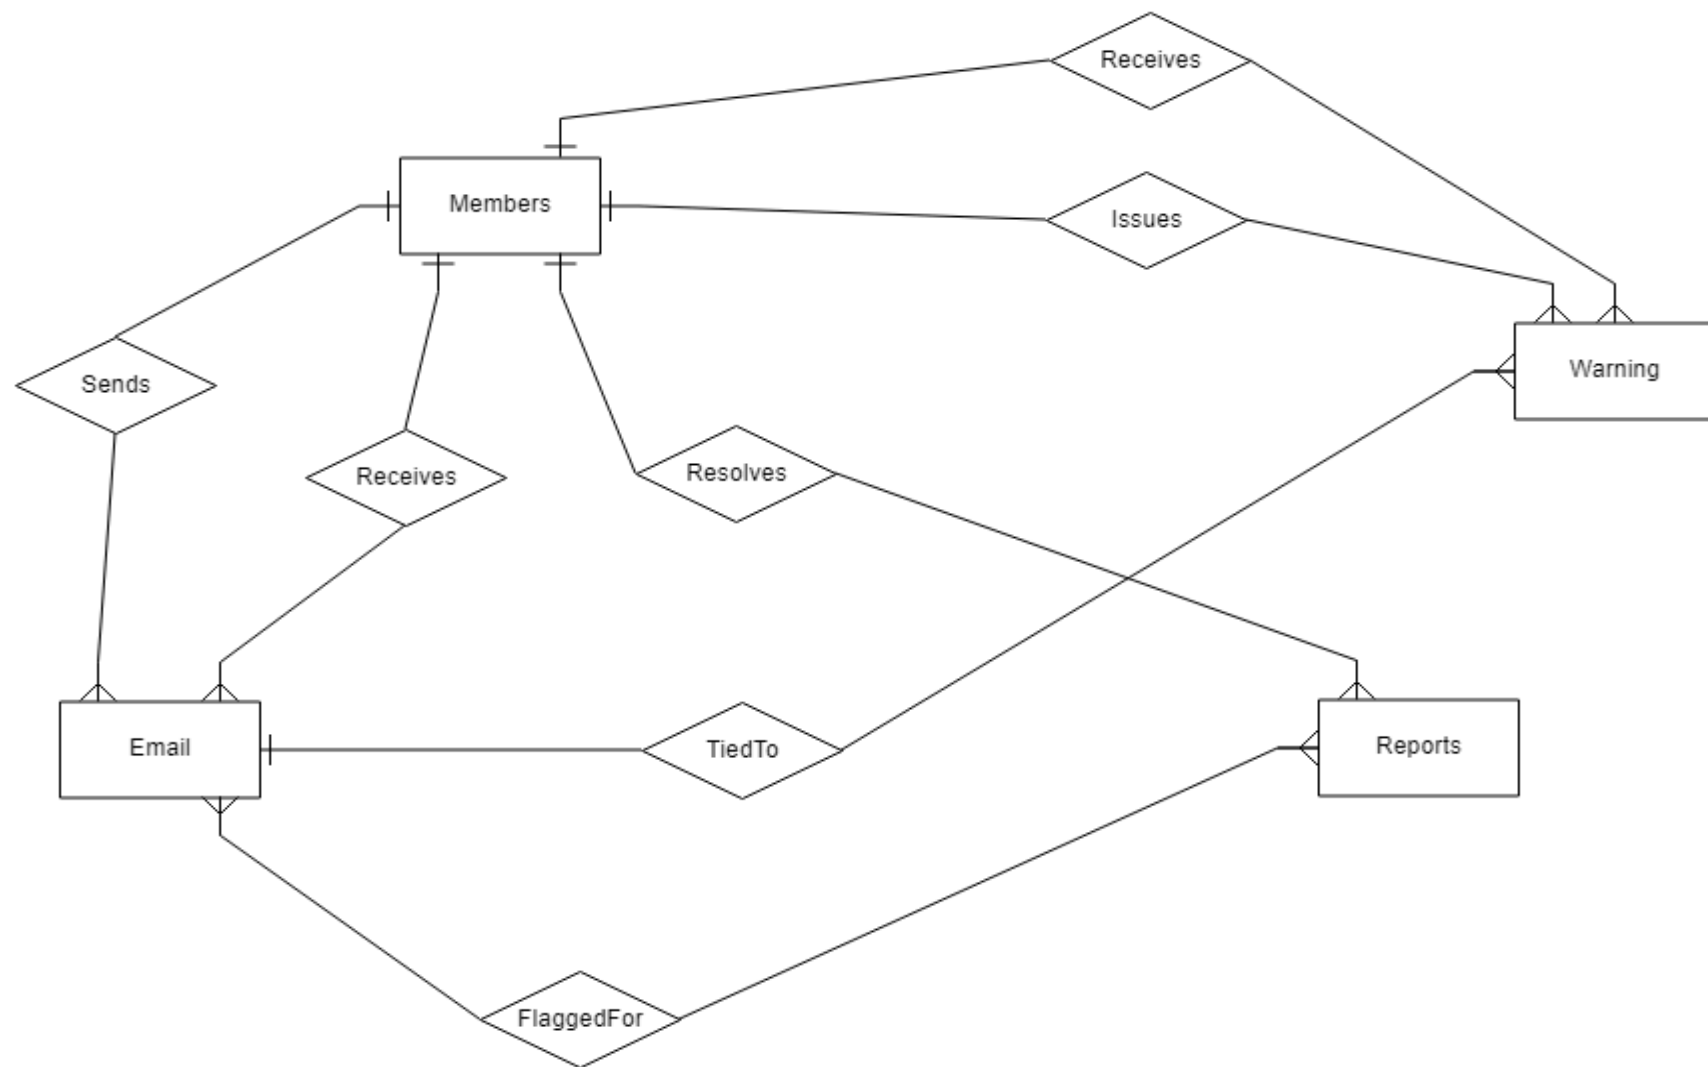 Receives
Members
Issues
Warning
Sends
Receives
Resolves
Email
TiedTo
Reports
FlaggedFor